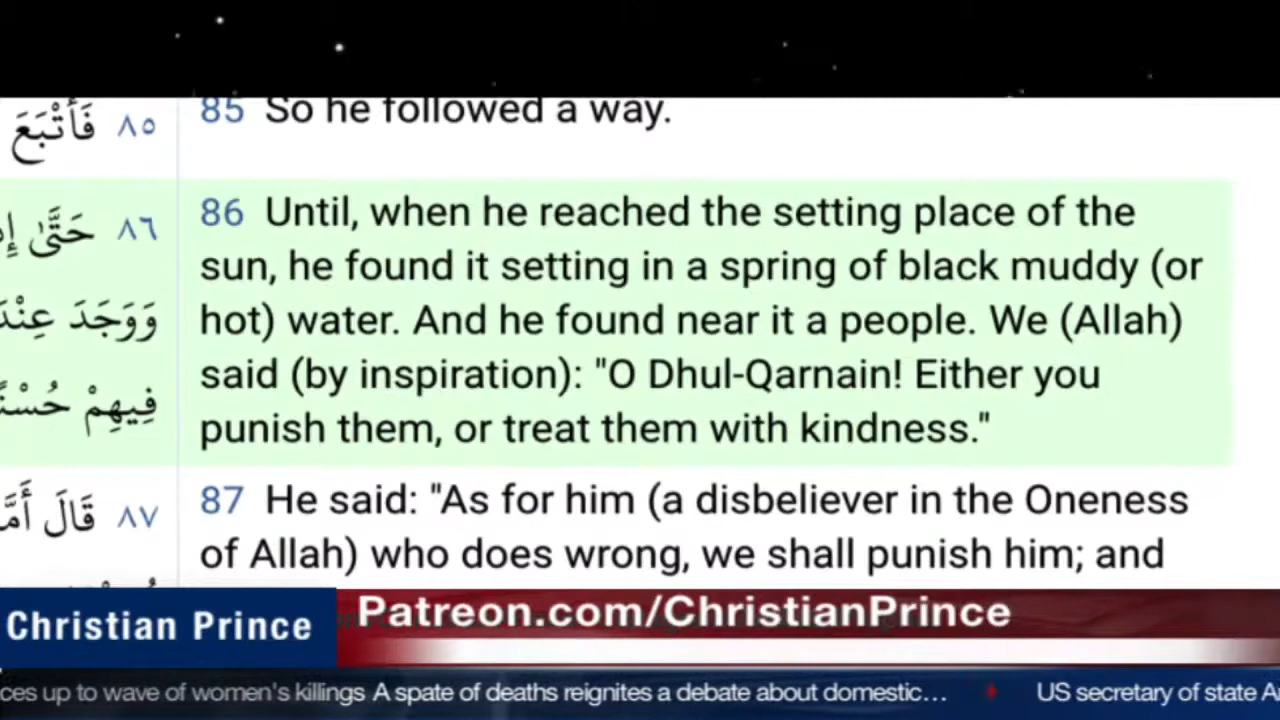 فَأَتْبَعَ ٨٥
85 So he followed a way.
حَتَّىٰ ٨٦
وَوَجَدَ
فِيهِمْ
86 Until, when he reached the setting place of the
sun, he found it setting in a spring of black muddy (or
hot) water. And he found near it a people. We (Allah)
said (by inspiration): "O Dhul-Qarnain! Either you
punish them, or treat them with kindness."
قَالَ ٨٧
87 He said: "As for him (a disbeliever in the Oneness
of Allah) who does wrong, we shall punish him; and
Christian Prince
Patreon.com/ChristianPrince
ces up to wave of women's killings A spate of deaths reignites a debate about domestic… US secretary of state